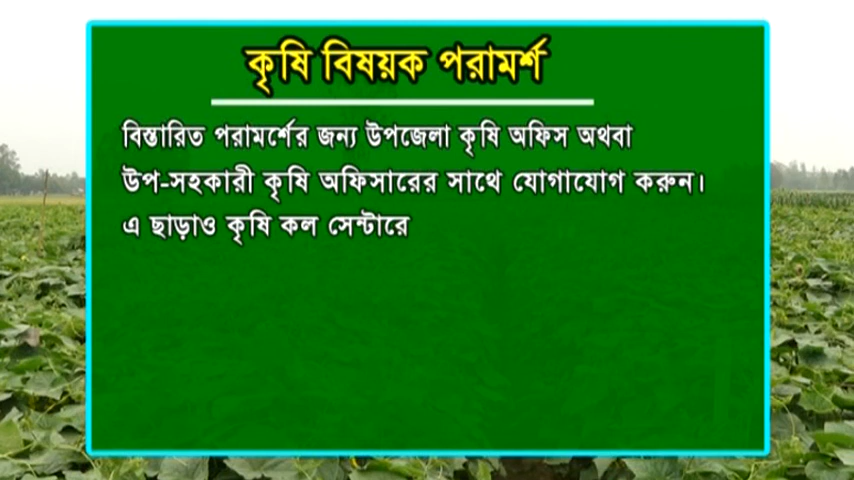 কৃষি বিষয়ক পরামর্শ
বিস্তারিত পরামর্শের জন্য উপজেলা কৃষি অফিস অথবা
উপ-সহকারী কৃষি অফিসারের সাথে যোগাযোগ করুন।
এ ছাড়াও কৃষি কল সেন্টারে